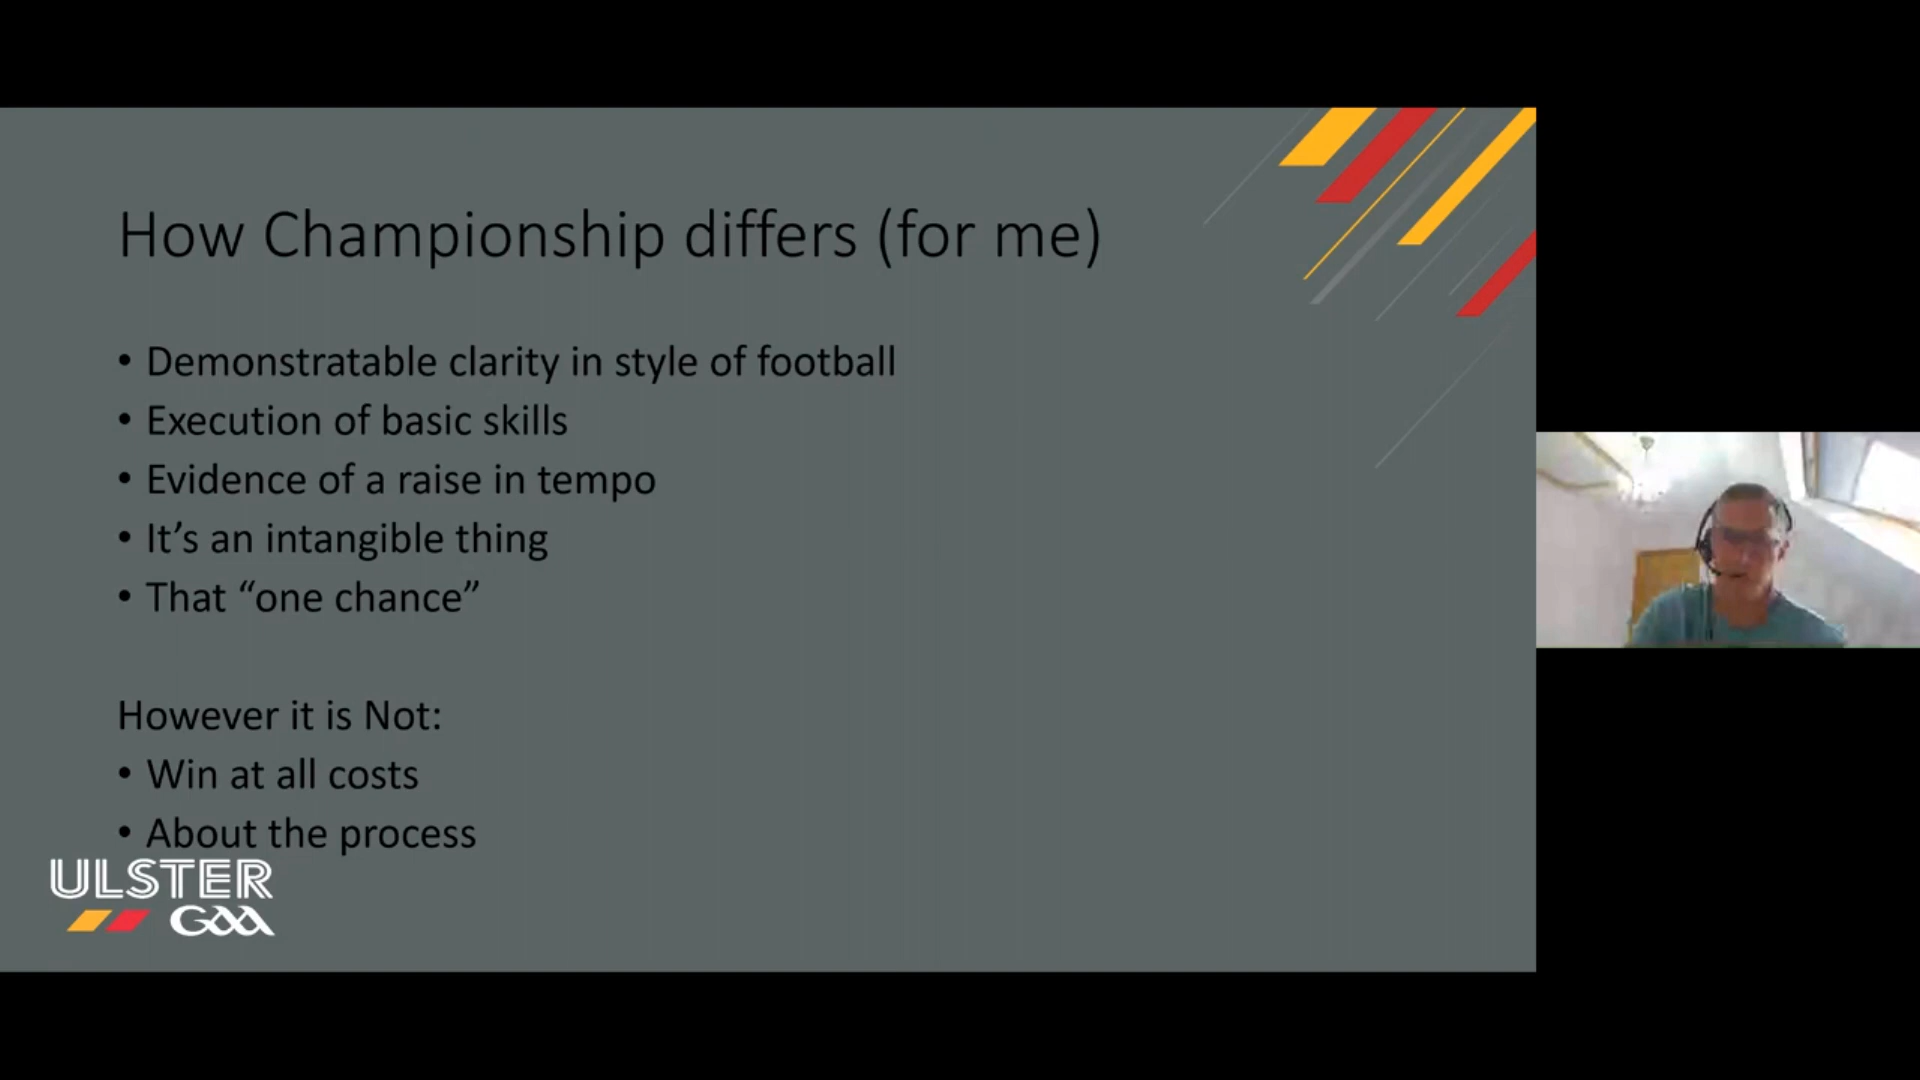 How Championship differs (for me)
• Demonstratable clarity in style of football
• Execution of basic skills
• Evidence of a raise in tempo
• It’s an intangible thing
• That “one chance”
However it is Not:
• Win at all costs
• About the process
ULSTER
GAA